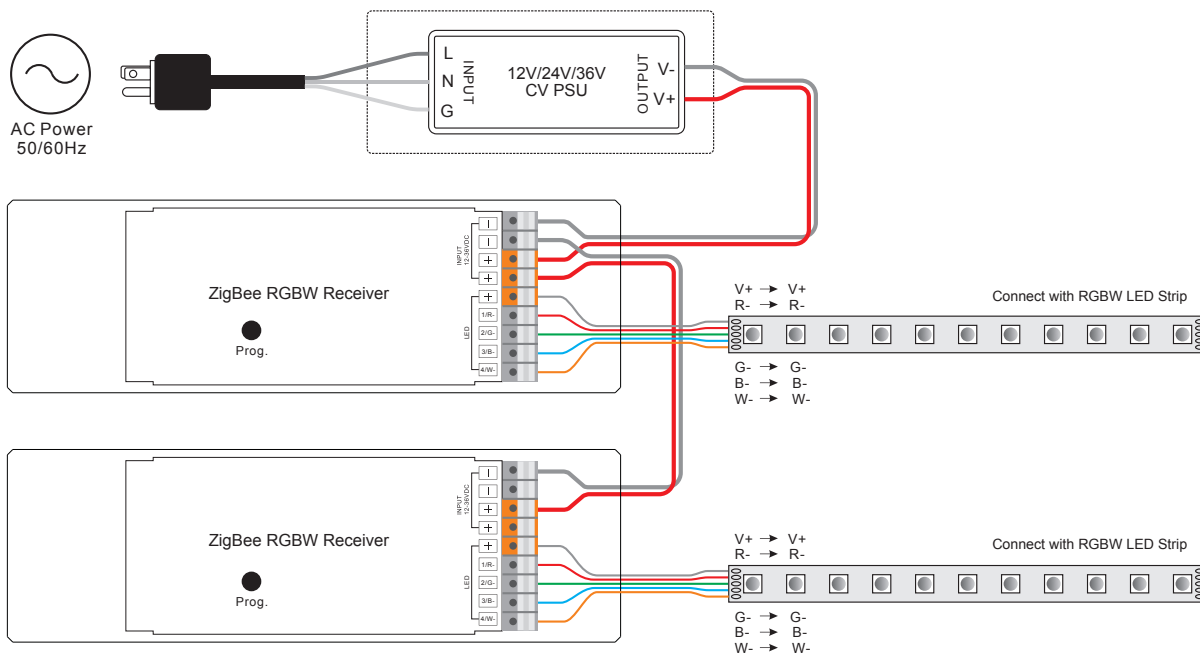 AC Power
50/60Hz
L
N
G
INPUT
12V/24V/36V
CV PSU
OUTPUT
V-
V+
ZigBee RGBW Receiver
Prog.
INPUT
12-36VDC
-
-
+
+
LED
+
1/R-
2/G-
3/B-
4/W-
V+ → V+
R- → R-
Connect with RGBW LED Strip
G- → G-
B- → B-
W- → W-
ZigBee RGBW Receiver
Prog.
INPUT
12-36VDC
-
-
+
+
LED
+
1/R-
2/G-
3/B-
4/W-
V+ → V+
R- → R-
Connect with RGBW LED Strip
G- → G-
B- → B-
W- → W-